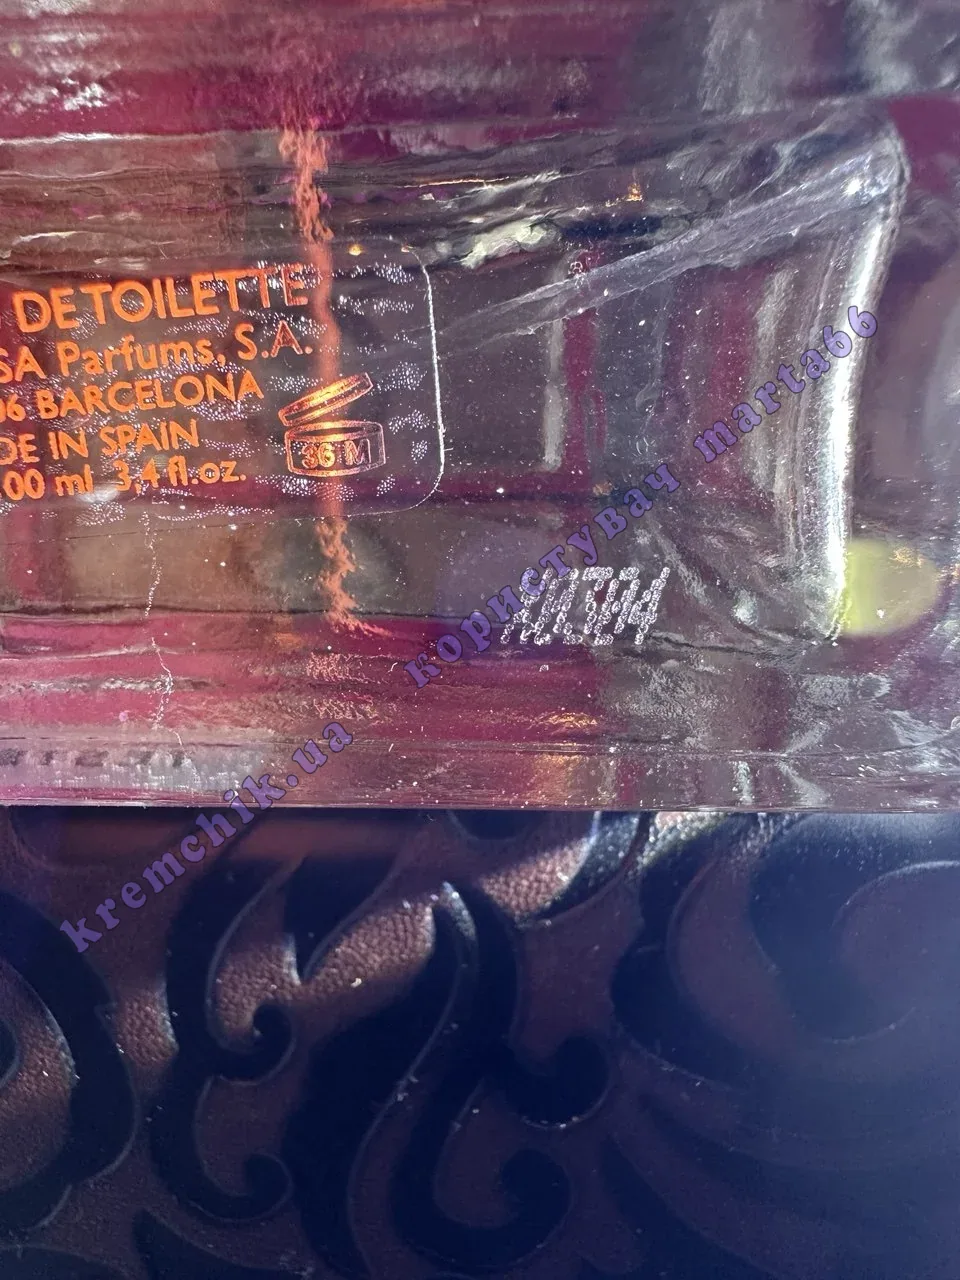 DE TOILETTE
SA Parfums, S.A.
06 BARCELONA
DE IN SPAIN
00 ml 3,4 fl.oz.
36 M
kremchik.ua користувач marta66